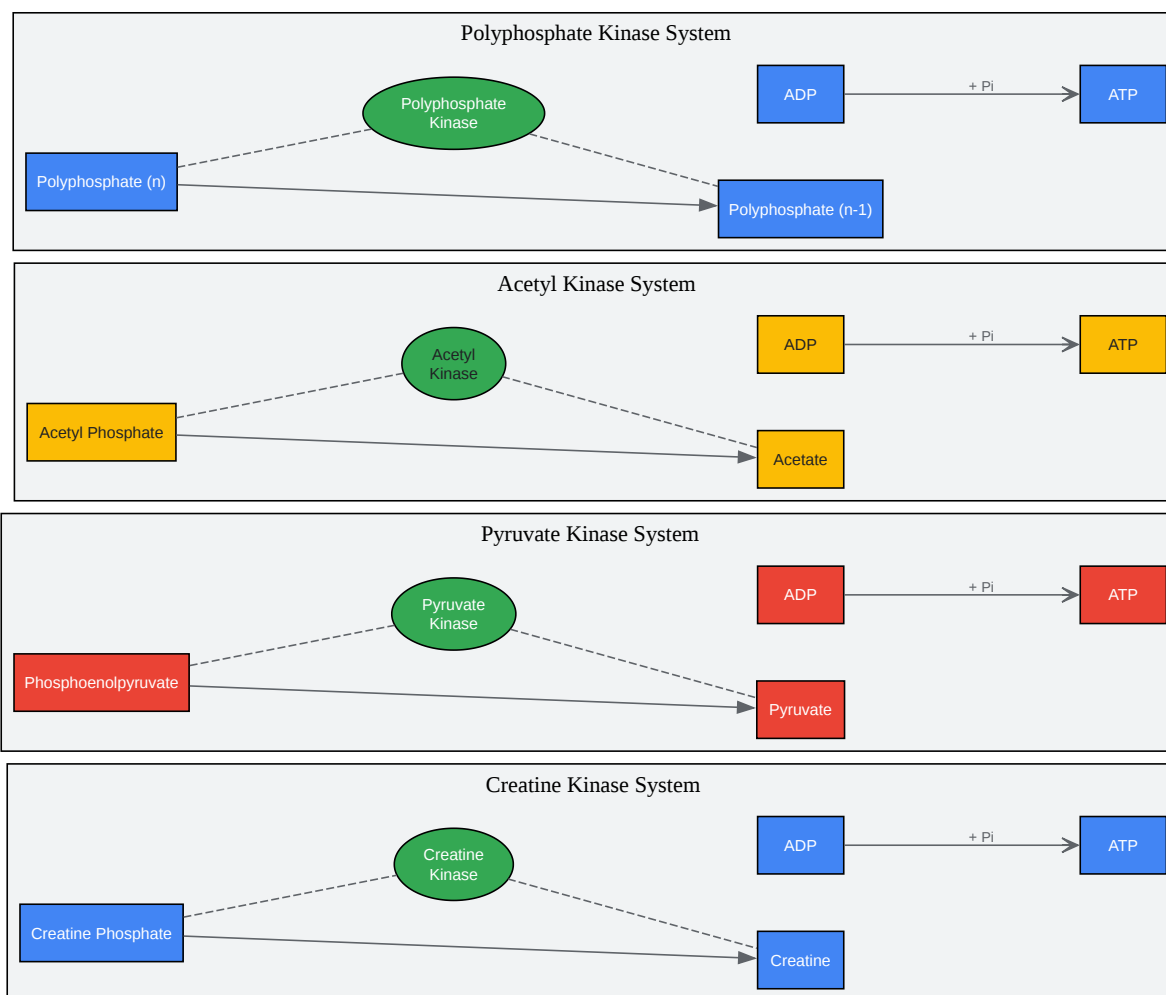 Polyphosphate Kinase System
Polyphosphate
Kinase
ADP
+ Pi
ATP
Polyphosphate (n)
Polyphosphate (n-1)
Acetyl Kinase System
Acetyl
Kinase
ADP
+ Pi
ATP
Acetyl Phosphate
Acetate
Pyruvate Kinase System
Pyruvate
Kinase
ADP
+ Pi
ATP
Phosphoenolpyruvate
Pyruvate
Creatine Kinase System
Creatine
Kinase
ADP
+ Pi
ATP
Creatine Phosphate
Creatine